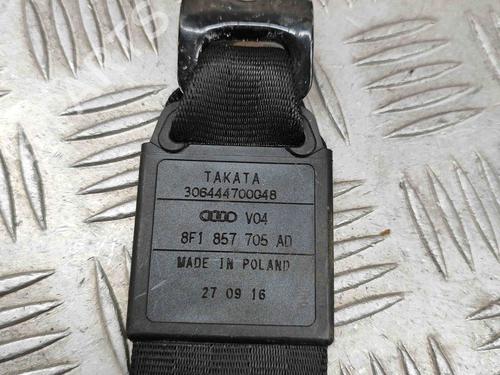 TAKATA
306444700048
V04
8F1 857 705 AD
MADE IN POLAND
27 09 16